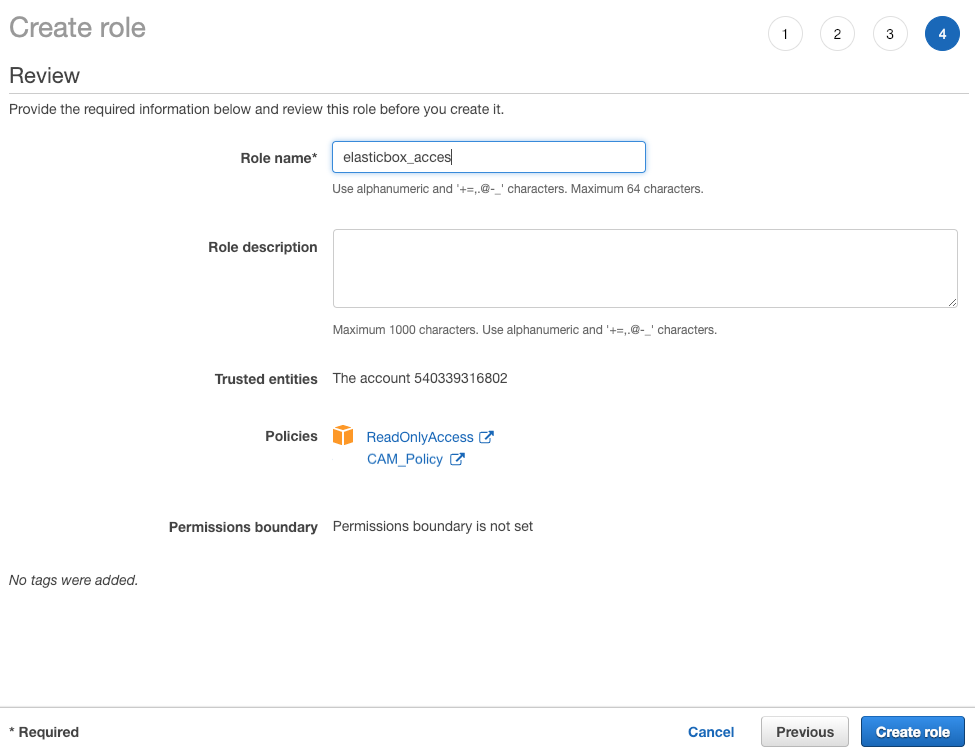 Create role
1 2 3 4
Review
Provide the required information below and review this role before you create it.
Role name* elasticbox_acces
Use alphanumeric and '+=,.@-_' characters. Maximum 64 characters.
Role description
Maximum 1000 characters. Use alphanumeric and '+=,.@-_' characters.
Trusted entities The account 540339316802
Policies ReadOnlyAccess
CAM_Policy
Permissions boundary Permissions boundary is not set
No tags were added.
* Required Cancel Previous Create role